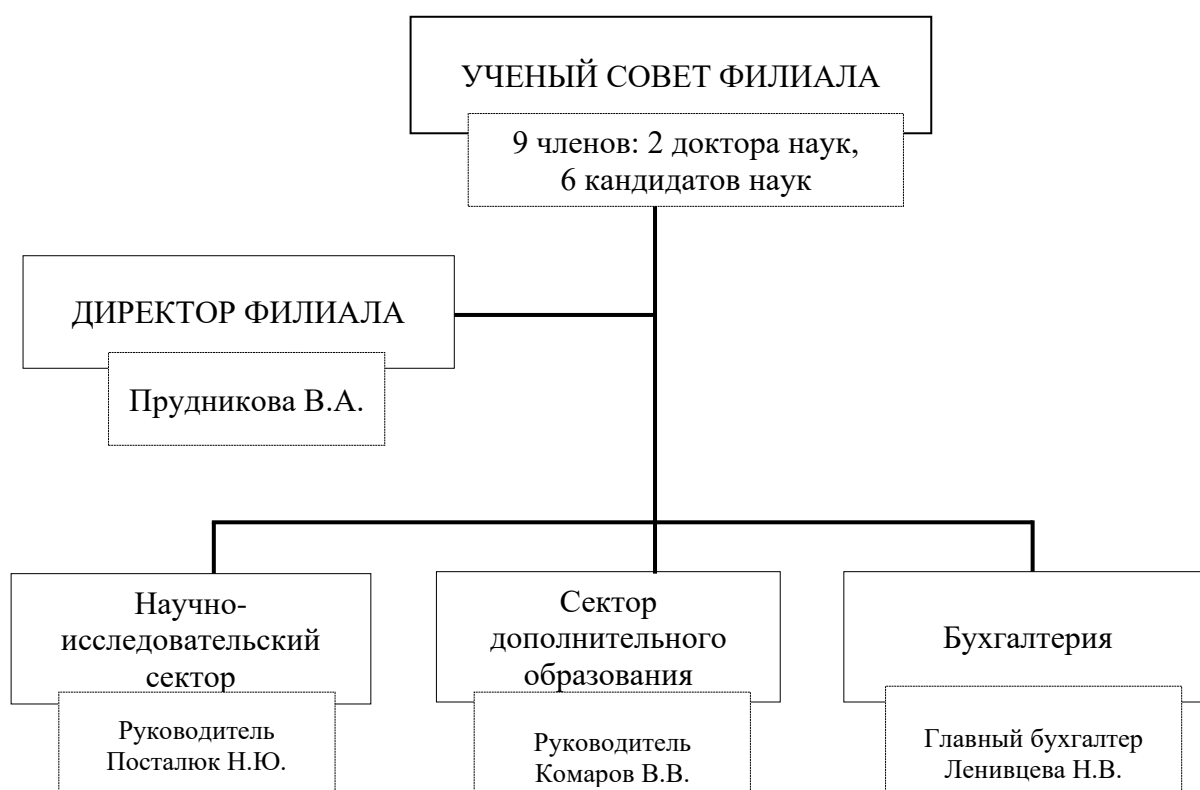 УЧЕНЫЙ СОВЕТ ФИЛИАЛА
9 членов: 2 доктора наук,
6 кандидатов наук
ДИРЕКТОР ФИЛИАЛА
Прудникова В.А.
Научно-
исследовательский
сектор
Руководитель
Посталюк Н.Ю.
Сектор
дополнительного
образования
Руководитель
Комаров В.В.
Бухгалтерия
Главный бухгалтер
Ленивцева Н.В.